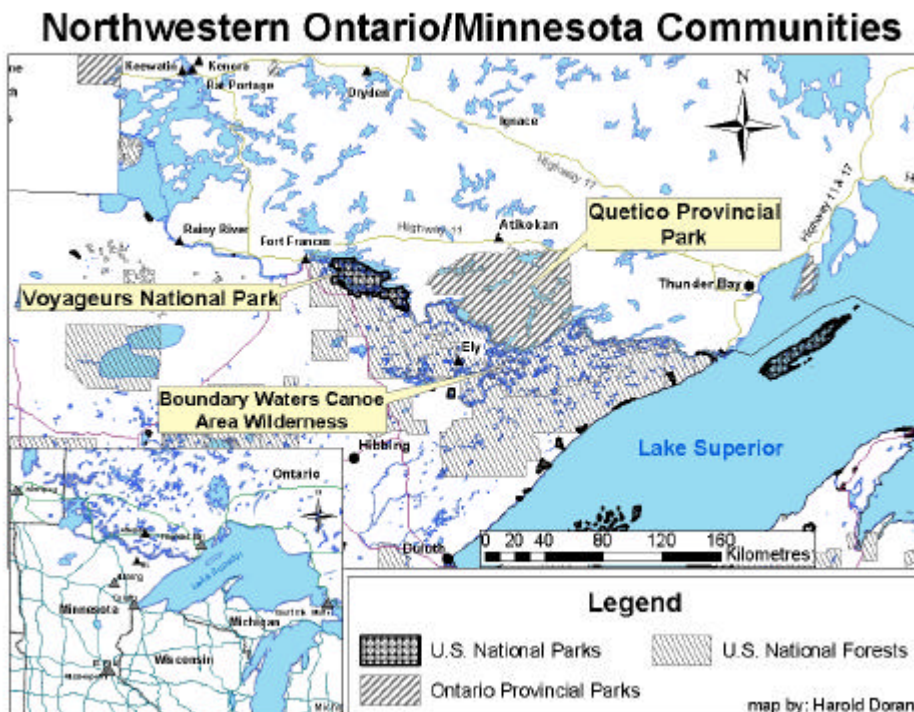 Northwestern Ontario/Minnesota Communities
Keewatin
Kenora
Rat Portage
Dryden
Ignace
N
Highway 17
Highway 11 & 17
Quetico Provincial
Park
Rainy River
Fort Frances
Highway 11
Atikokan
Thunder Bay
Voyageurs National Park
Ely
Boundary Waters Canoe
Area Wilderness
Hibbing
Lake Superior
Duluth
0 20 40 80 120 160
Kilometres
Ontario
Minnesota
Wisconsin
Michigan
Legend
U.S. National Parks
U.S. National Forests
Ontario Provincial Parks
map by: Harold Doran